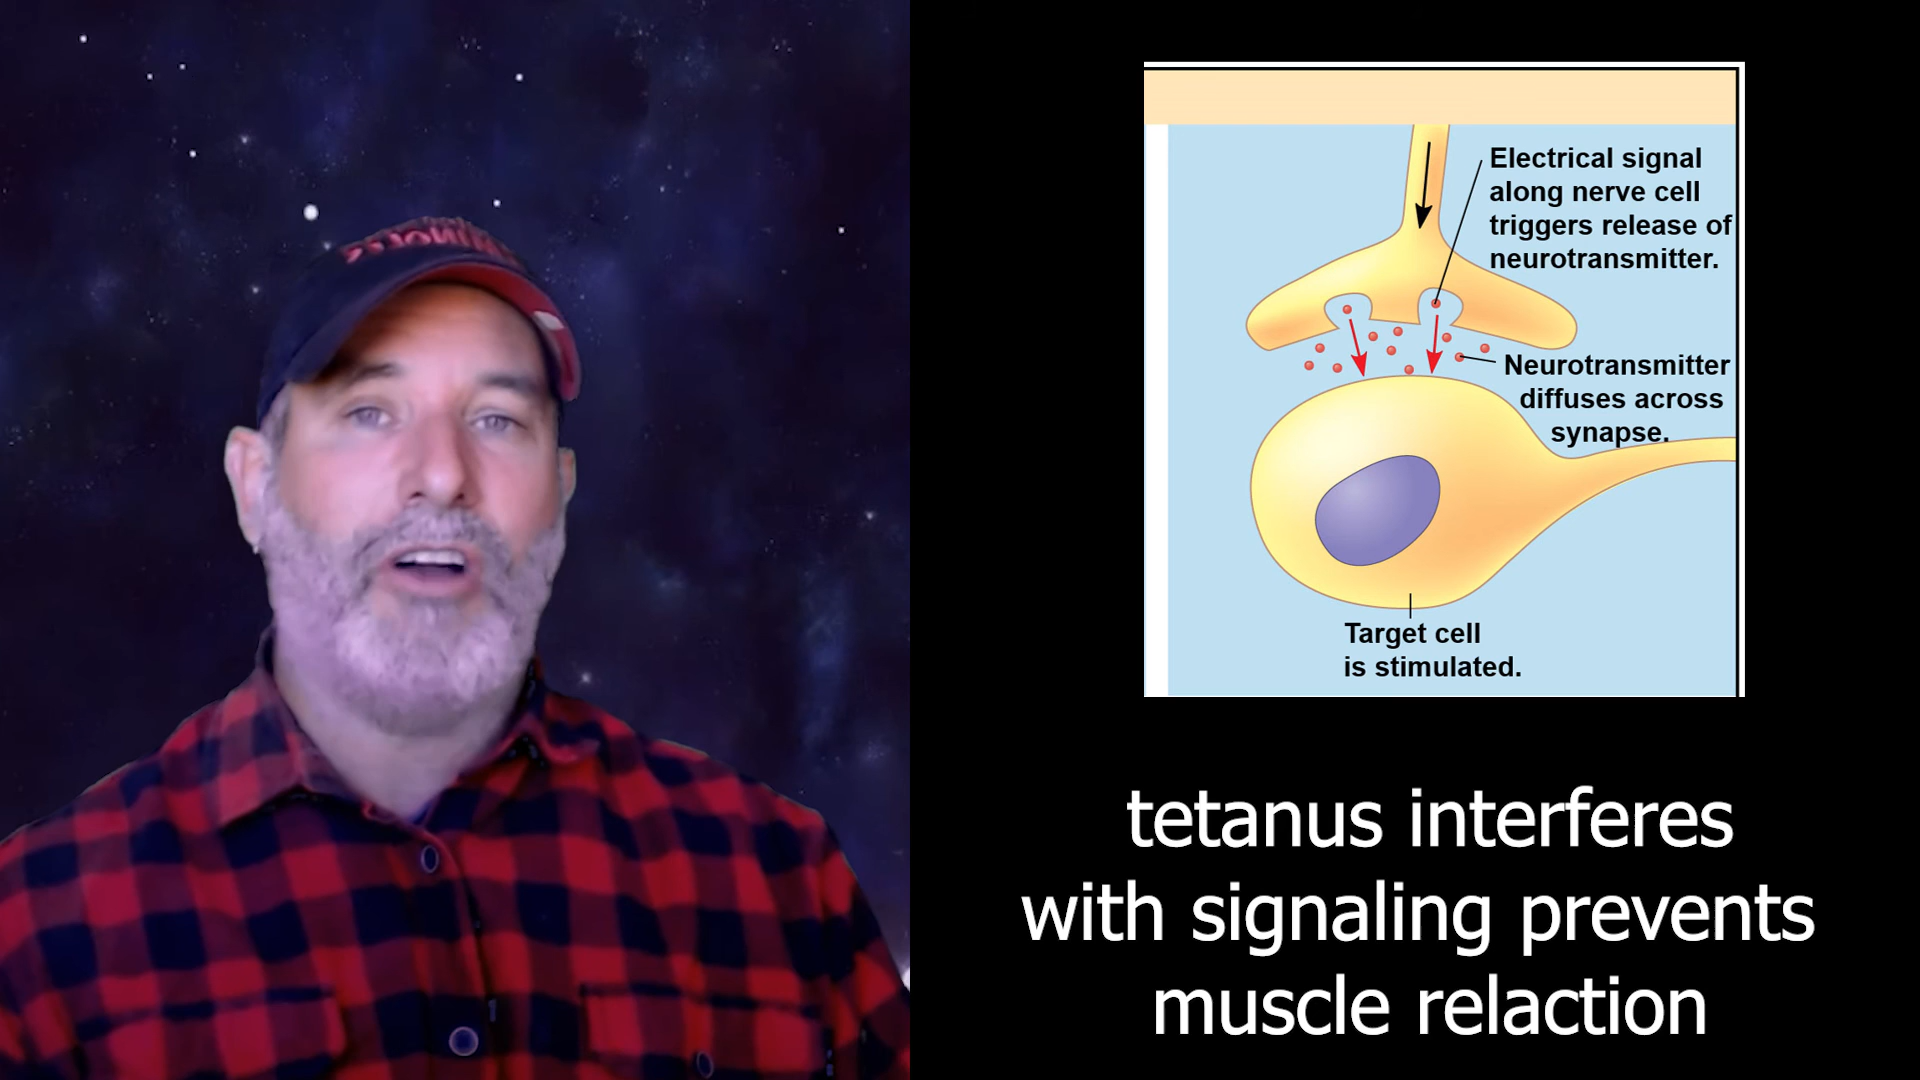 Electrical signal
along nerve cell
triggers release of
neurotransmitter.
Neurotransmitter
diffuses across
synapse.
Target cell
is stimulated.
tetanus interferes
with signaling prevents
muscle relaction